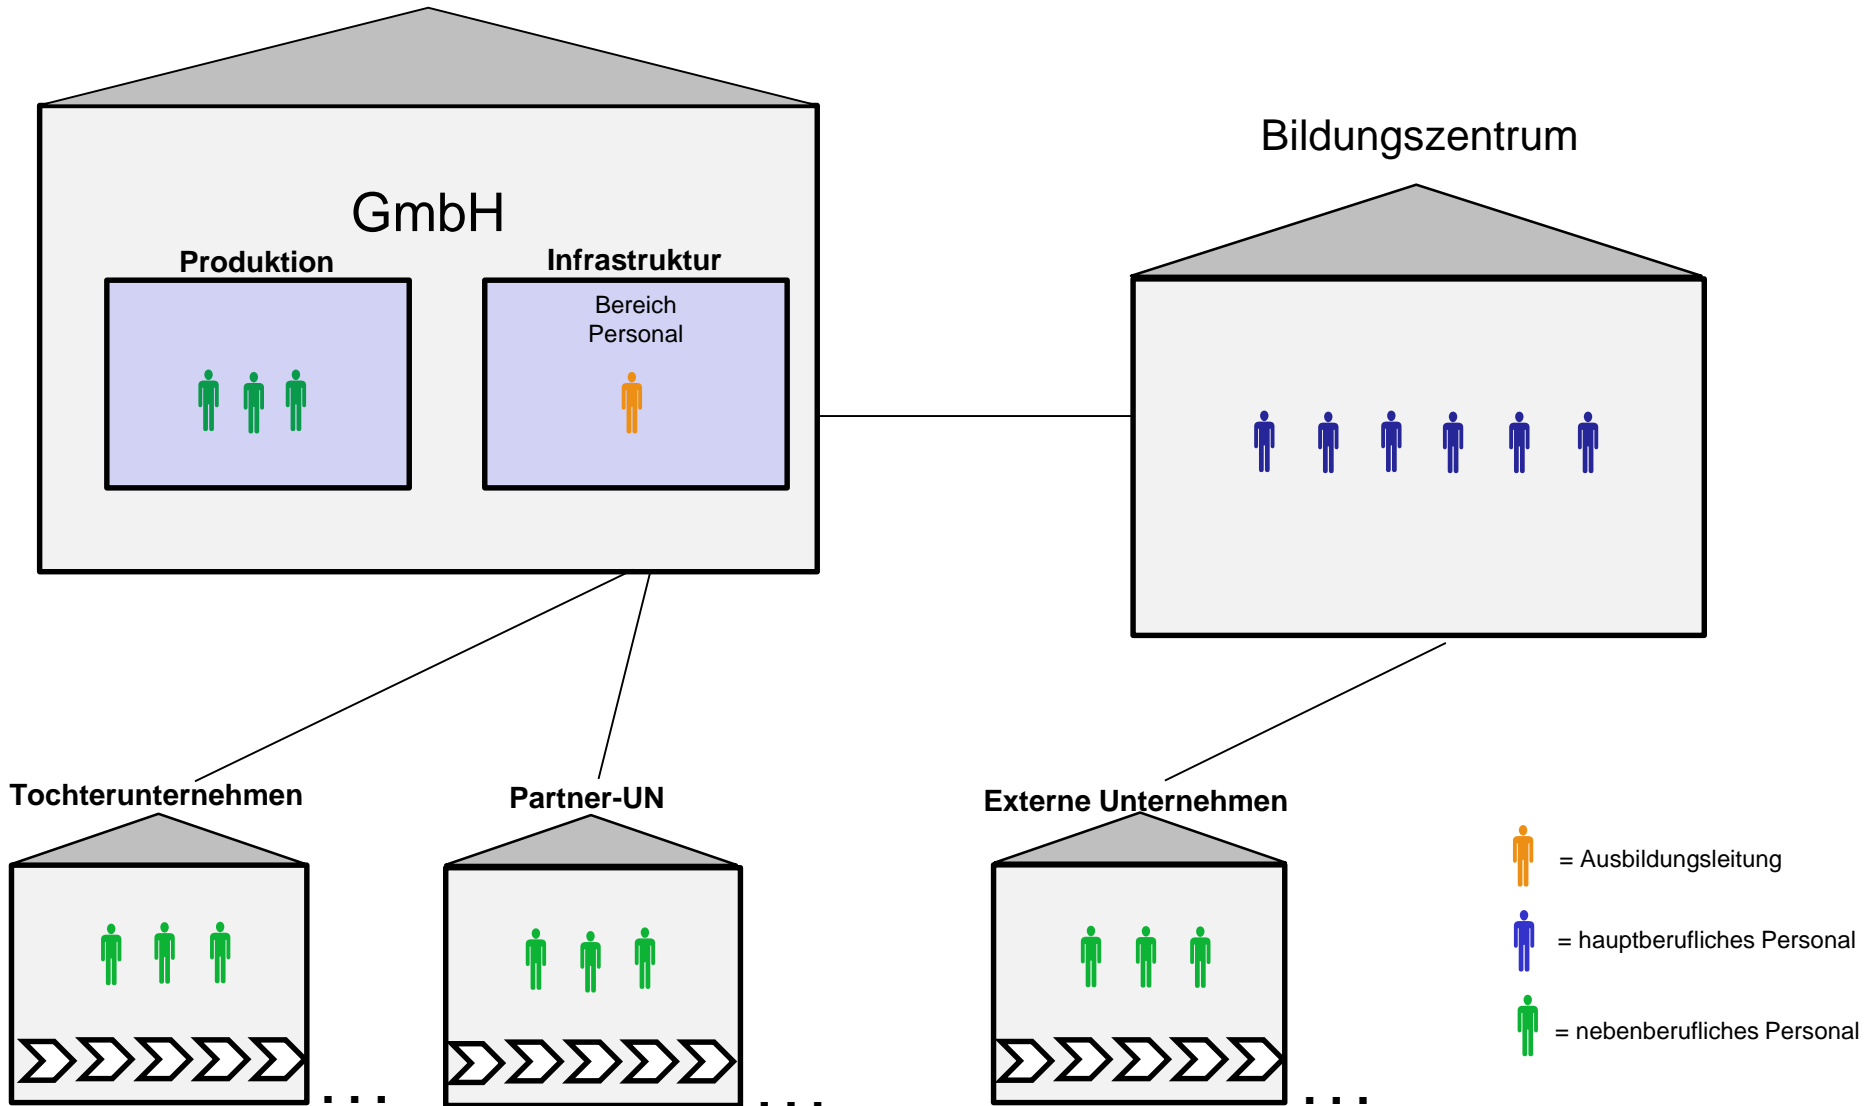 Bildungszentrum
GmbH
Produktion
Infrastruktur
Bereich
Personal
Tochterunternehmen
Partner-UN
Externe Unternehmen
= Ausbildungsleitung
= hauptberufliches Personal
= nebenberufliches Personal
...
...
...